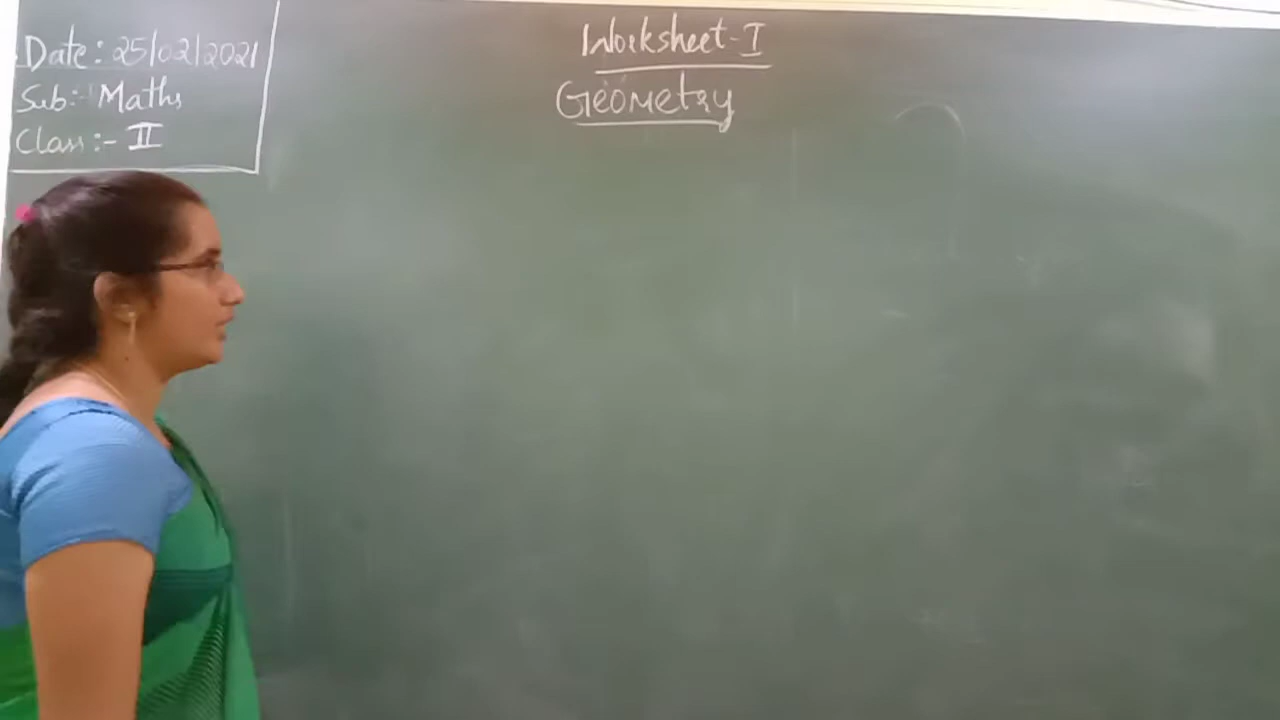 Date: 25/02/2021
Sub:- Maths
Class:- II
Worksheet-I
Geometry